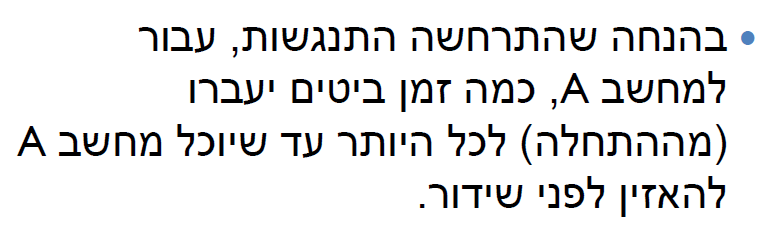 • בהנחה שהתרחשה התנגשות, עבור
למחשב A, כמה זמן ביטים יעברו
(מההתחלה) לכל היותר עד שיוכל מחשב A
להאזין לפני שידור.